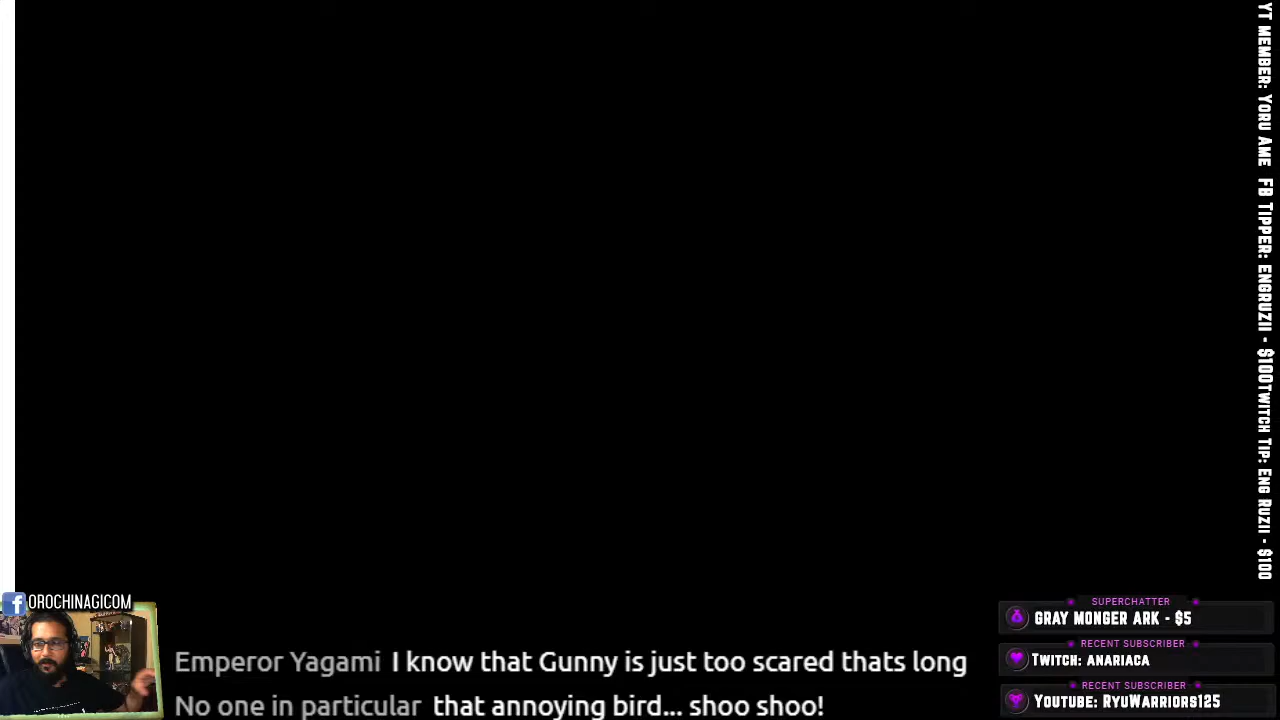 YT member: Yoru Ame FB Tipper: EngRuzii - $100Twitch Tip: Eng Ruzii - $100
OROCHINAGICOM
SUPERCHATTER
GRAY MONGER ARK - $5
RECENT SUBSCRIBER
Twitch: anariaca
RECENT SUBSCRIBER
Youtube: RyuWarriors125
Emperor Yagami I know that Gunny is just too scared thats long
No one in particular that annoying bird... shoo shoo!